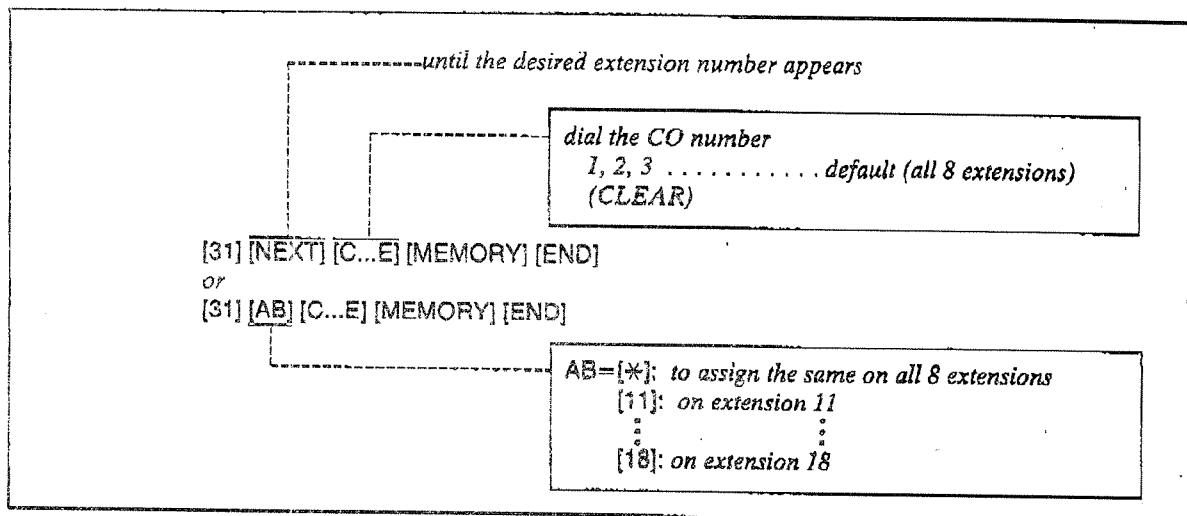 until the desired extension number appears
dial the CO number
1, 2, 3 ............ default (all 8 extensions)
(CLEAR)
[31] [NEXT] [C...E] [MEMORY] [END]
or
[31] [AB] [C...E] [MEMORY] [END]
AB=[✳]: to assign the same on all 8 extensions
[11]: on extension 11
[18]: on extension 18